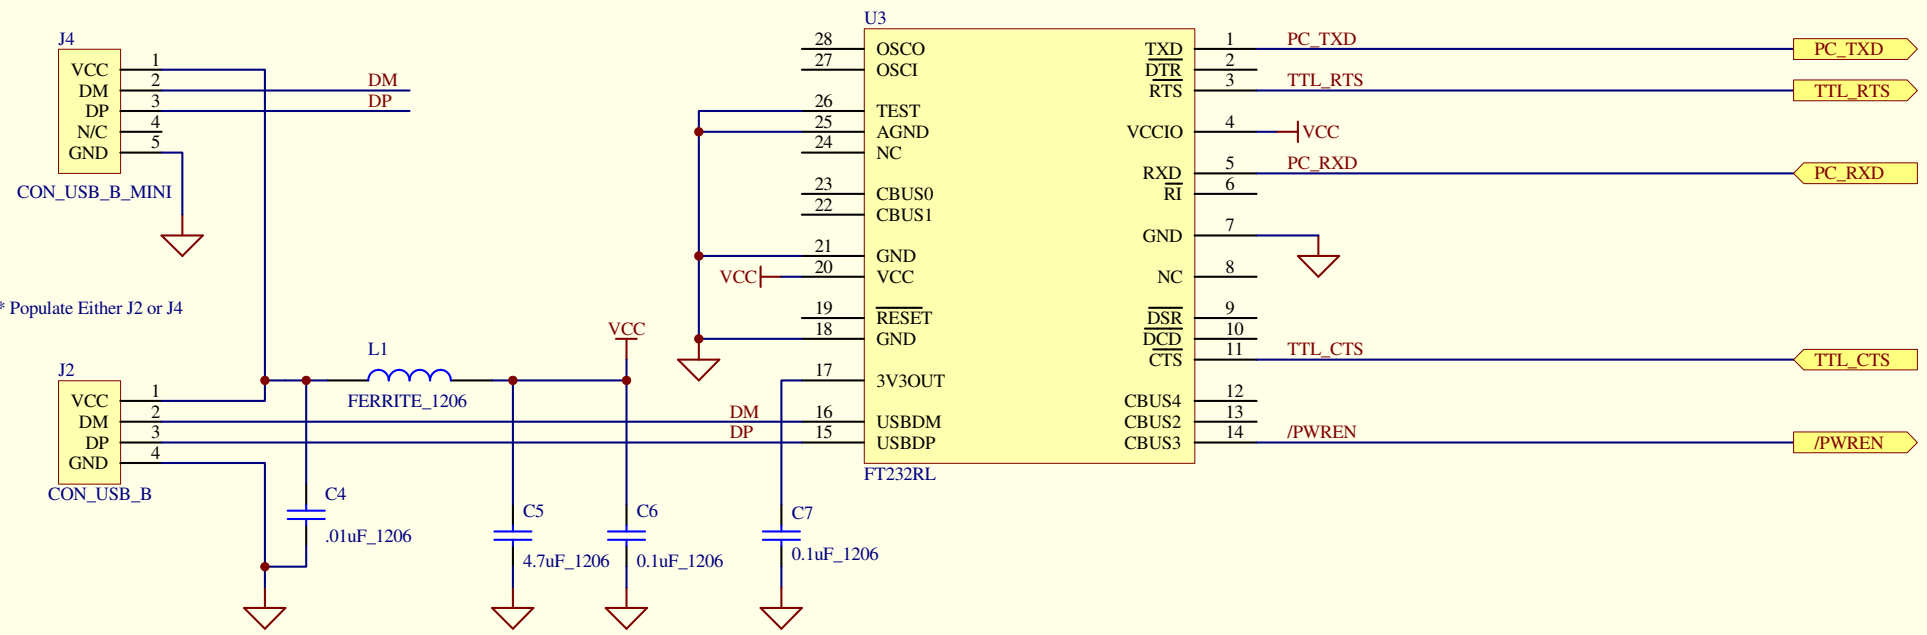 J4
VCC 1
DM 2
DP 3
N/C 4
GND 5
CON_USB_B_MINI
DM
DP
* Populate Either J2 or J4
J2
VCC 1
DM 2
DP 3
GND 4
CON_USB_B
L1
FERRITE_1206
VCC
DM
DP
C4
.01uF_1206
C5
4.7uF_1206
C6
0.1uF_1206
C7
0.1uF_1206
VCC
U3
28 OSCO
27 OSCI
26 TEST
25 AGND
24 NC
23 CBUS0
22 CBUS1
21 GND
20 VCC
19 RESET
18 GND
17 3V3OUT
16 USBDM
15 USBDP
FT232RL
TXD 1 PC_TXD PC_TXD
DTR 2
RTS 3 TTL_RTS TTL_RTS
VCCIO 4 VCC
RXD 5 PC_RXD PC_RXD
RI 6
GND 7
NC 8
DSR 9
DCD 10
CTS 11 TTL_CTS TTL_CTS
CBUS4 12
CBUS2 13
CBUS3 14 /PWREN /PWREN